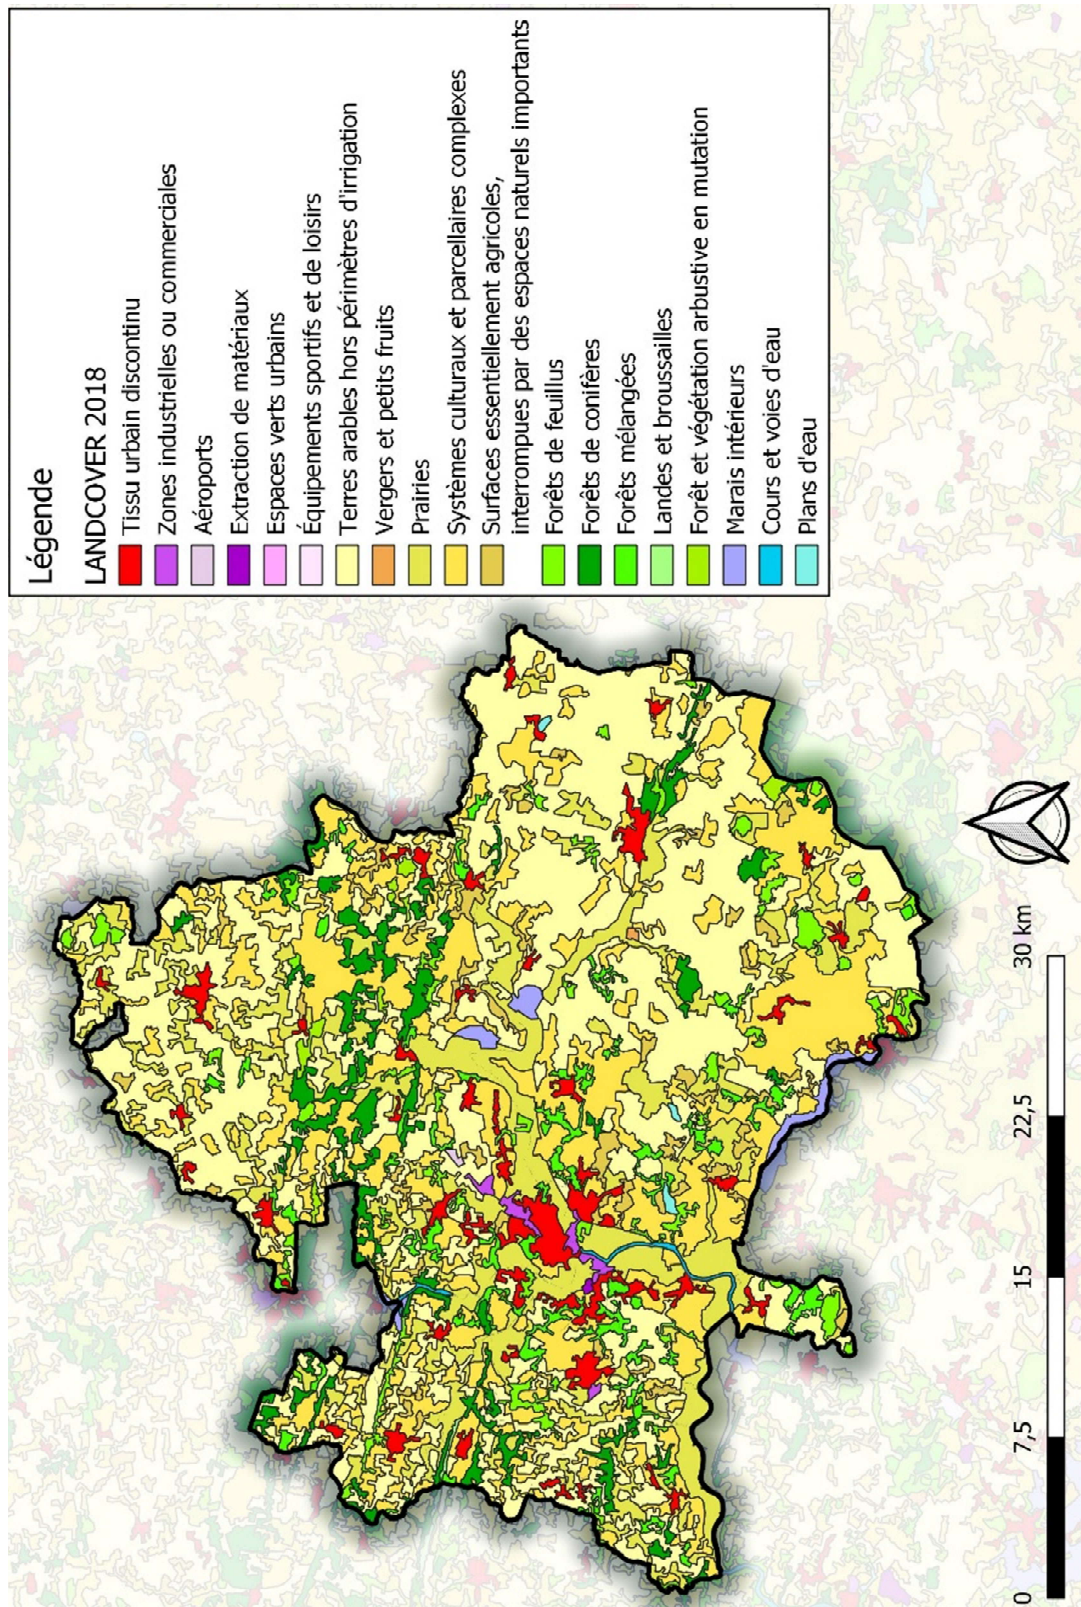 Légende
LANDCOVER 2018
Tissu urbain discontinu
Zones industrielles ou commerciales
Aéroports
Extraction de matériaux
Espaces verts urbains
Équipements sportifs et de loisirs
Terres arables hors périmètres d'irrigation
Vergers et petits fruits
Prairies
Systèmes culturaux et parcellaires complexes
Surfaces essentiellement agricoles,
interrompues par des espaces naturels importants
Forêts de feuillus
Forêts de conifères
Forêts mélangées
Landes et broussailles
Forêt et végétation arbustive en mutation
Marais intérieurs
Cours et voies d'eau
Plans d'eau
0 7,5 15 22,5 30 km